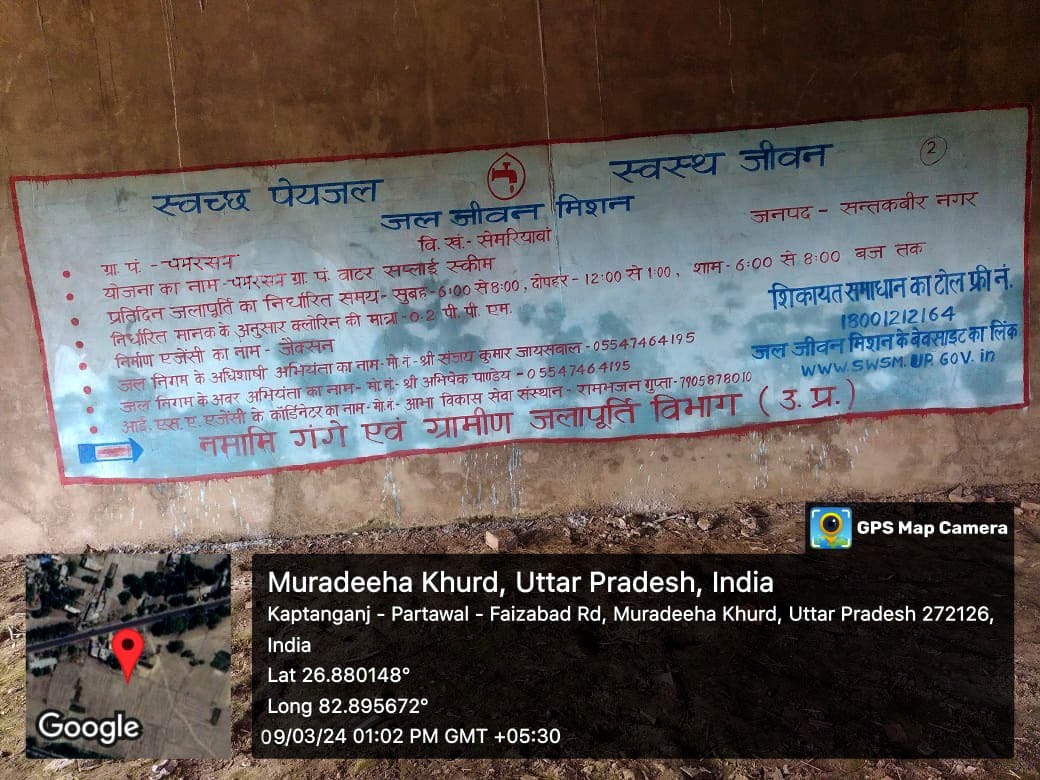 स्वच्छ पेयजल
स्वस्थ जीवन
2
जल जीवन मिशन
वि. खं.- सेमरियावां
जनपद - सन्तकबीर नगर
ग्रा. पं. - चमरसन
योजना का नाम - चमरसन ग्रा. पं. वाटर सप्लाई स्कीम
प्रतिदिन जलापूर्ति का निर्धारित समय- सुबह - 6:00 से 8:00, दोपहर - 12:00 से 1:00, शाम - 6:00 से 8:00 बज तक
निर्धारित मानक के अनुसार क्लोरिन की मात्रा - 0.2 पी. पी. एम.
निर्माण एजेंसी का नाम - जैक्सन
जल निगम के अधिशाषी अभियंता का नाम - मो. नं. - श्री संजय कुमार जायसवाल - 05547464195
जल निगम के अवर अभियंता का नाम - मो. नं. - श्री अभिषेक पाण्डेय - 05547464195
आई. एस. ए. एजेंसी के कॉर्डिनेटर का नाम - मो. नं. - आभा विकास सेवा संस्थान - रामभजन गुप्ता - 7905878010
शिकायत समाधान का टोल फ्री नं.
18001212164
जल जीवन मिशन के बेवसाइट का लिंक
WWW.SWSM.UP.GOV.in
नमामि गंगे एवं ग्रामीण जलापूर्ति विभाग (उ. प्र.)
GPS Map Camera
Muradeeha Khurd, Uttar Pradesh, India
Kaptanganj - Partawal - Faizabad Rd, Muradeeha Khurd, Uttar Pradesh 272126,
India
Lat 26.880148°
Long 82.895672°
09/03/24 01:02 PM GMT +05:30
Google